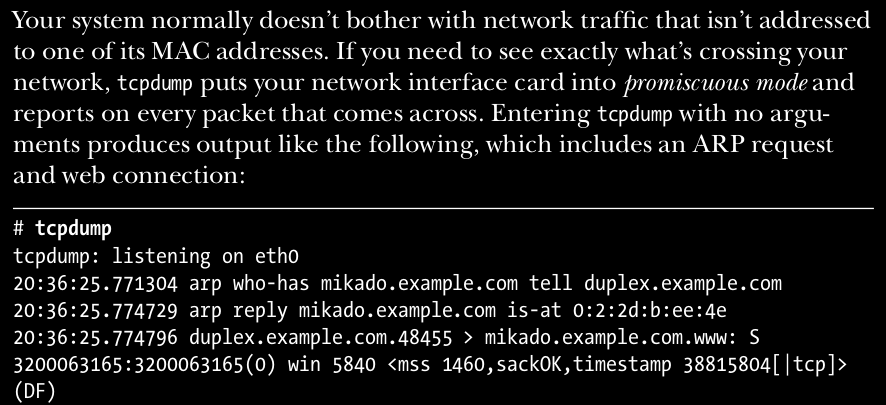 Your system normally doesn’t bother with network traffic that isn’t addressed
to one of its MAC addresses. If you need to see exactly what’s crossing your
network, tcpdump puts your network interface card into promiscuous mode and
reports on every packet that comes across. Entering tcpdump with no argu-
ments produces output like the following, which includes an ARP request
and web connection:
# tcpdump
tcpdump: listening on eth0
20:36:25.771304 arp who-has mikado.example.com tell duplex.example.com
20:36:25.774729 arp reply mikado.example.com is-at 0:2:2d:b:ee:4e
20:36:25.774796 duplex.example.com.48455 > mikado.example.com.www: S
3200063165:3200063165(0) win 5840 <mss 1460,sackOK,timestamp 38815804[|tcp]>
(DF)